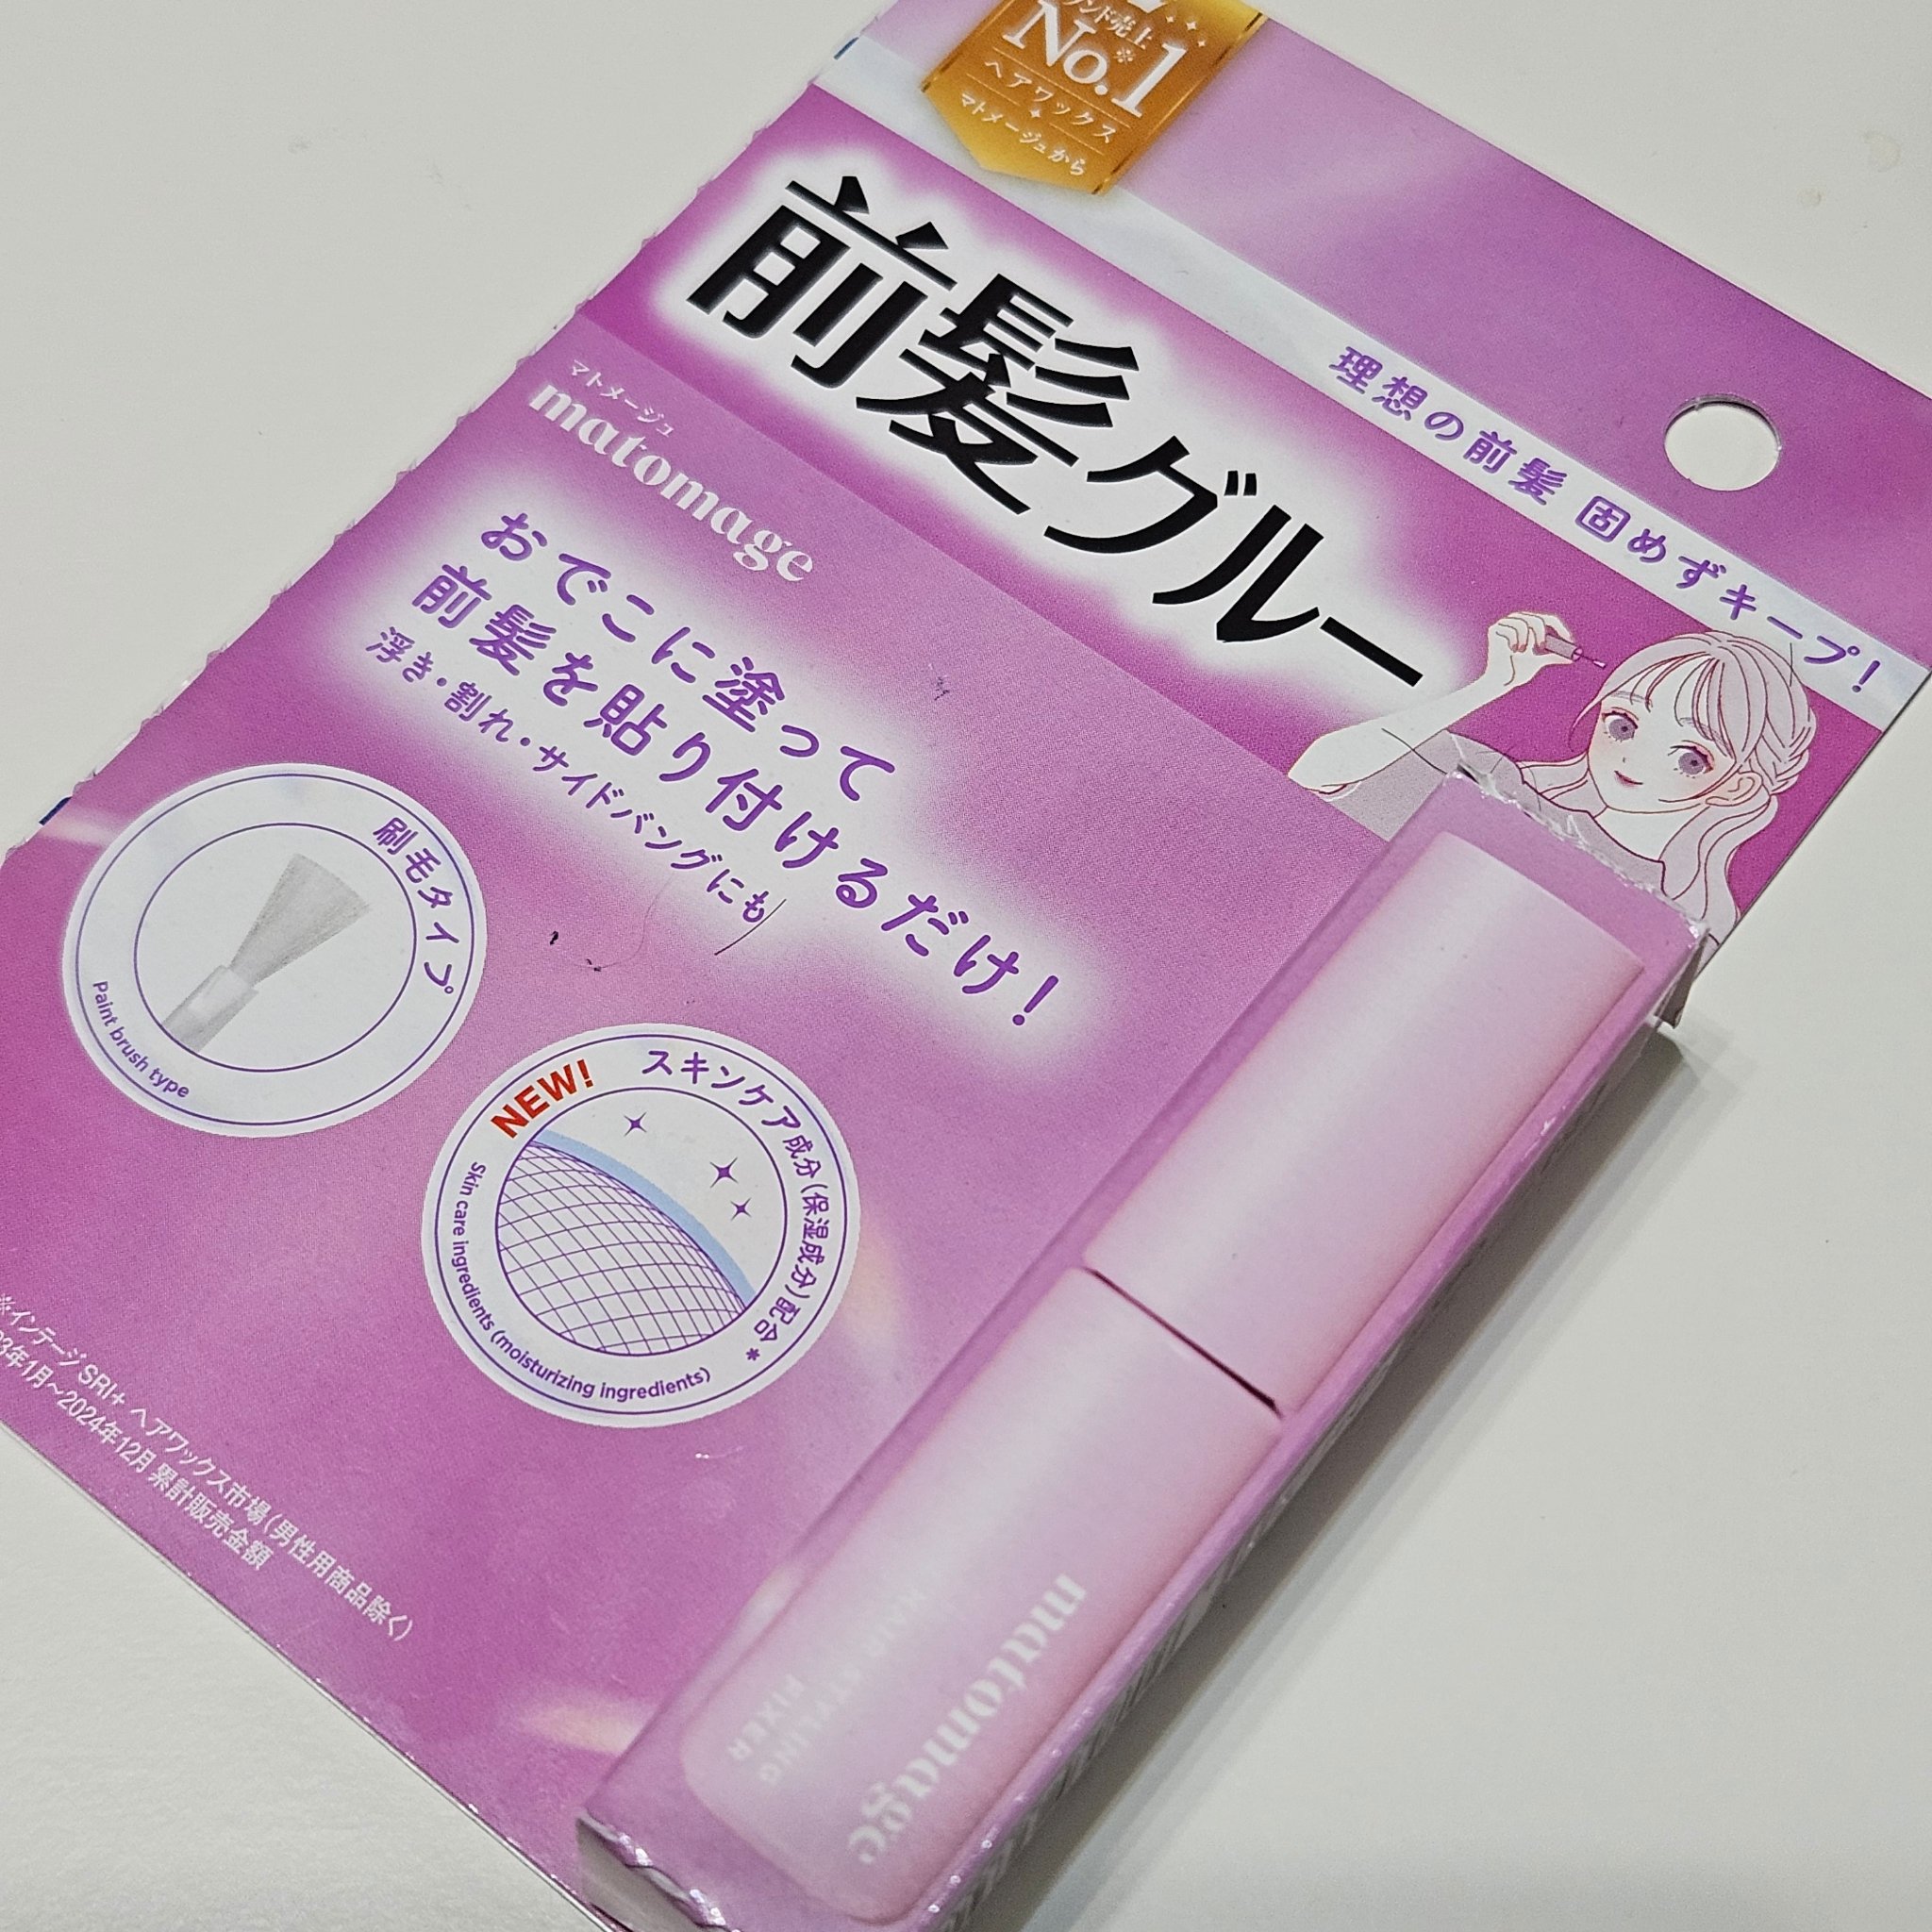 No.1※
ヘアワックス
マトメージュから
理想の前髪 固めずキープ!
前髪グルー
マトメージュ
matomage
おでこに塗って
前髪を貼り付けるだけ!
浮き・割れ・サイドバングにも
刷毛タイプ
Paint brush type
NEW!
スキンケア成分(保湿成分)配合*
Skin care ingredients (moisturizing ingredients)
※インテージSRI+ ヘアワックス市場(男性用商品除く)
3年1月〜2024年12月 累計販売金額
matomage
HAIR STYLING
FIXER